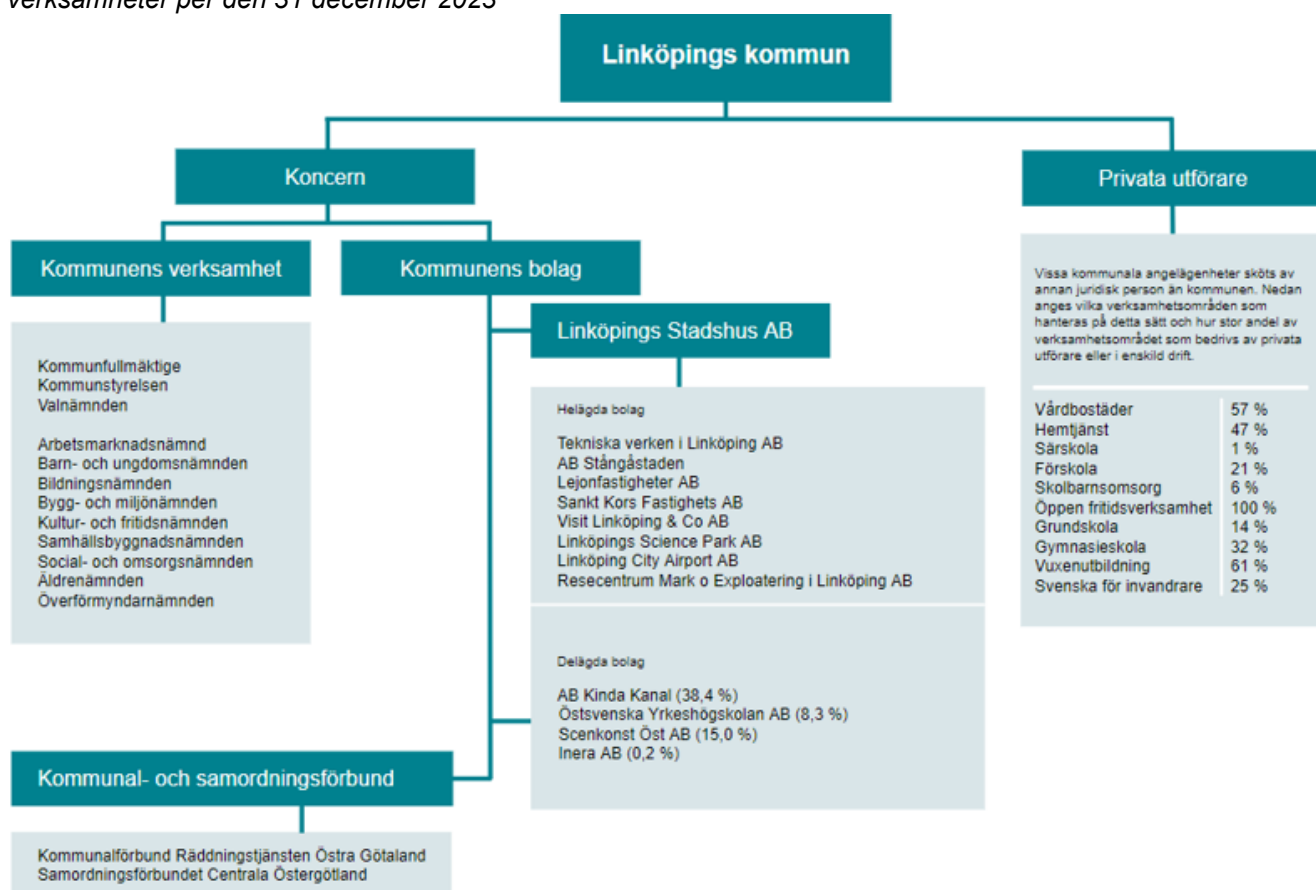 verksamheter per den 31 december 2023
Linköpings kommun
Koncern
Privata utförare
Kommunens verksamhet
Kommunens bolag
Kommunfullmäktige
Kommunstyrelsen
Valnämnden
Arbetsmarknadsnämnd
Barn- och ungdomsnämnden
Bildningsnämnden
Bygg- och miljönämnden
Kultur- och fritidsnämnden
Samhällsbyggnadsnämnden
Social- och omsorgsnämnden
Äldrenämnden
Överförmyndarnämnden
Linköpings Stadshus AB
Helägda bolag
Tekniska verken i Linköping AB
AB Stångåstaden
Lejonfastigheter AB
Sankt Kors Fastighets AB
Visit Linköping & Co AB
Linköpings Science Park AB
Linköping City Airport AB
Resecentrum Mark o Exploatering i Linköping AB
Delägda bolag
AB Kinda Kanal (38,4 %)
Östsvenska Yrkeshögskolan AB (8,3 %)
Scenkonst Öst AB (15,0 %)
Inera AB (0,2 %)
Kommunal- och samordningsförbund
Kommunalförbund Räddningstjänsten Östra Götaland
Samordningsförbundet Centrala Östergötland
Vissa kommunala angelägenheter sköts av
annan juridisk person än kommunen. Nedan
anges vilka verksamhetsområden som
hanteras på detta sätt och hur stor andel av
verksamhetsområdet som bedrivs av privata
utförare eller i enskild drift.
Vårdbostäder 57 %
Hemtjänst 47 %
Särskola 1 %
Förskola 21 %
Skolbarnsomsorg 6 %
Öppen fritidsverksamhet 100 %
Grundskola 14 %
Gymnasieskola 32 %
Vuxenutbildning 61 %
Svenska för invandrare 25 %